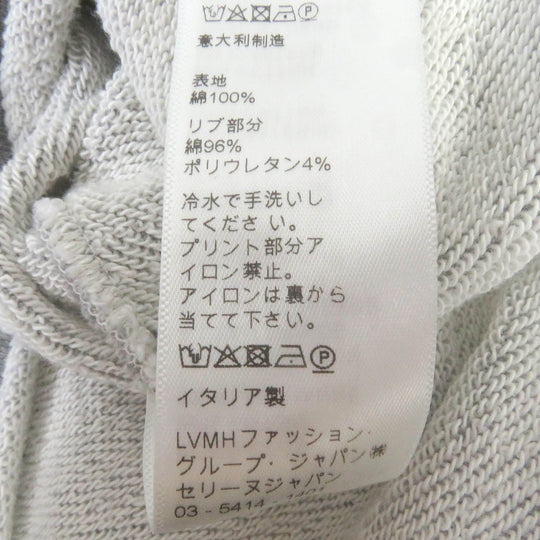 意大利制造
表地
綿100%
リブ部分
綿96%
ポリウレタン4%
冷水で手洗いし
てください。
プリント部分ア
イロン禁止。
アイロンは裏から
当てて下さい。
イタリア製
LVMHファッション·
グループ·ジャパン㈱
セリーヌジャパン
03-5414-